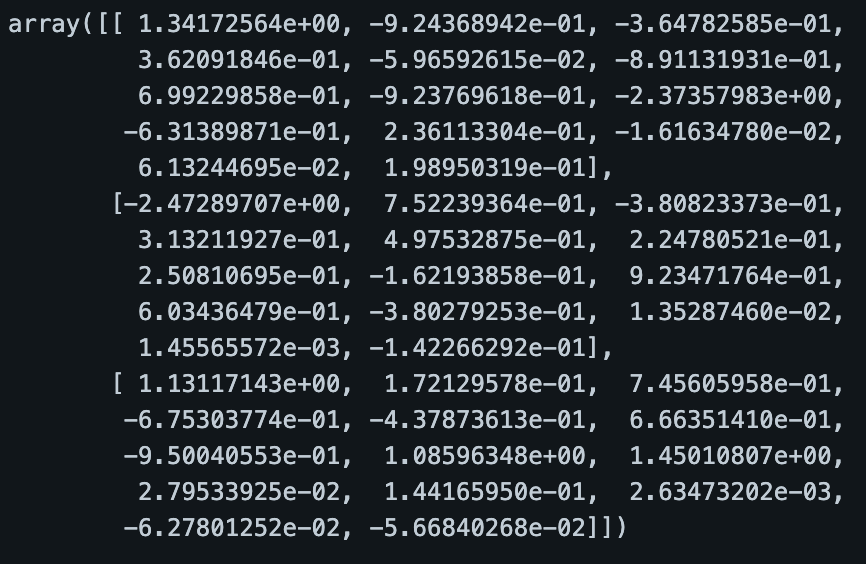 array([[ 1.34172564e+00, -9.24368942e-01, -3.64782585e-01,
         3.62091846e-01, -5.96592615e-02, -8.91131931e-01,
         6.99229858e-01, -9.23769618e-01, -2.37357983e+00,
        -6.31389871e-01,  2.36113304e-01, -1.61634780e-02,
         6.13244695e-02,  1.98950319e-01],
       [-2.47289707e+00,  7.52239364e-01, -3.80823373e-01,
         3.13211927e-01,  4.97532875e-01,  2.24780521e-01,
         2.50810695e-01, -1.62193858e-01,  9.23471764e-01,
         6.03436479e-01, -3.80279253e-01,  1.35287460e-02,
         1.45565572e-03, -1.42266292e-01],
       [ 1.13117143e+00,  1.72129578e-01,  7.45605958e-01,
        -6.75303774e-01, -4.37873613e-01,  6.66351410e-01,
        -9.50040553e-01,  1.08596348e+00,  1.45010807e+00,
         2.79533925e-02,  1.44165950e-01,  2.63473202e-03,
        -6.27801252e-02, -5.66840268e-02]])